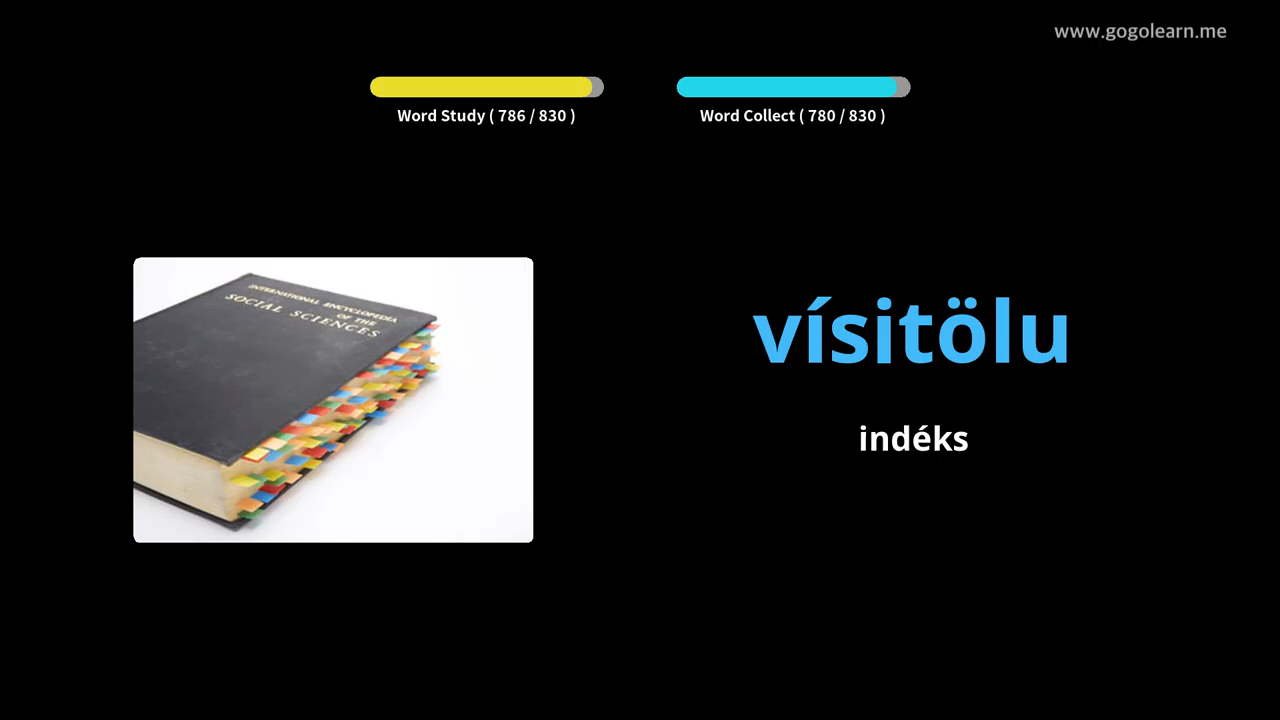 www.gogolearn.me
Word Study ( 786 / 830 )
Word Collect ( 780 / 830 )
INTERNATIONAL ENCYCLOPEDIA
OF THE
SOCIAL SCIENCES
vísitölu
indéks